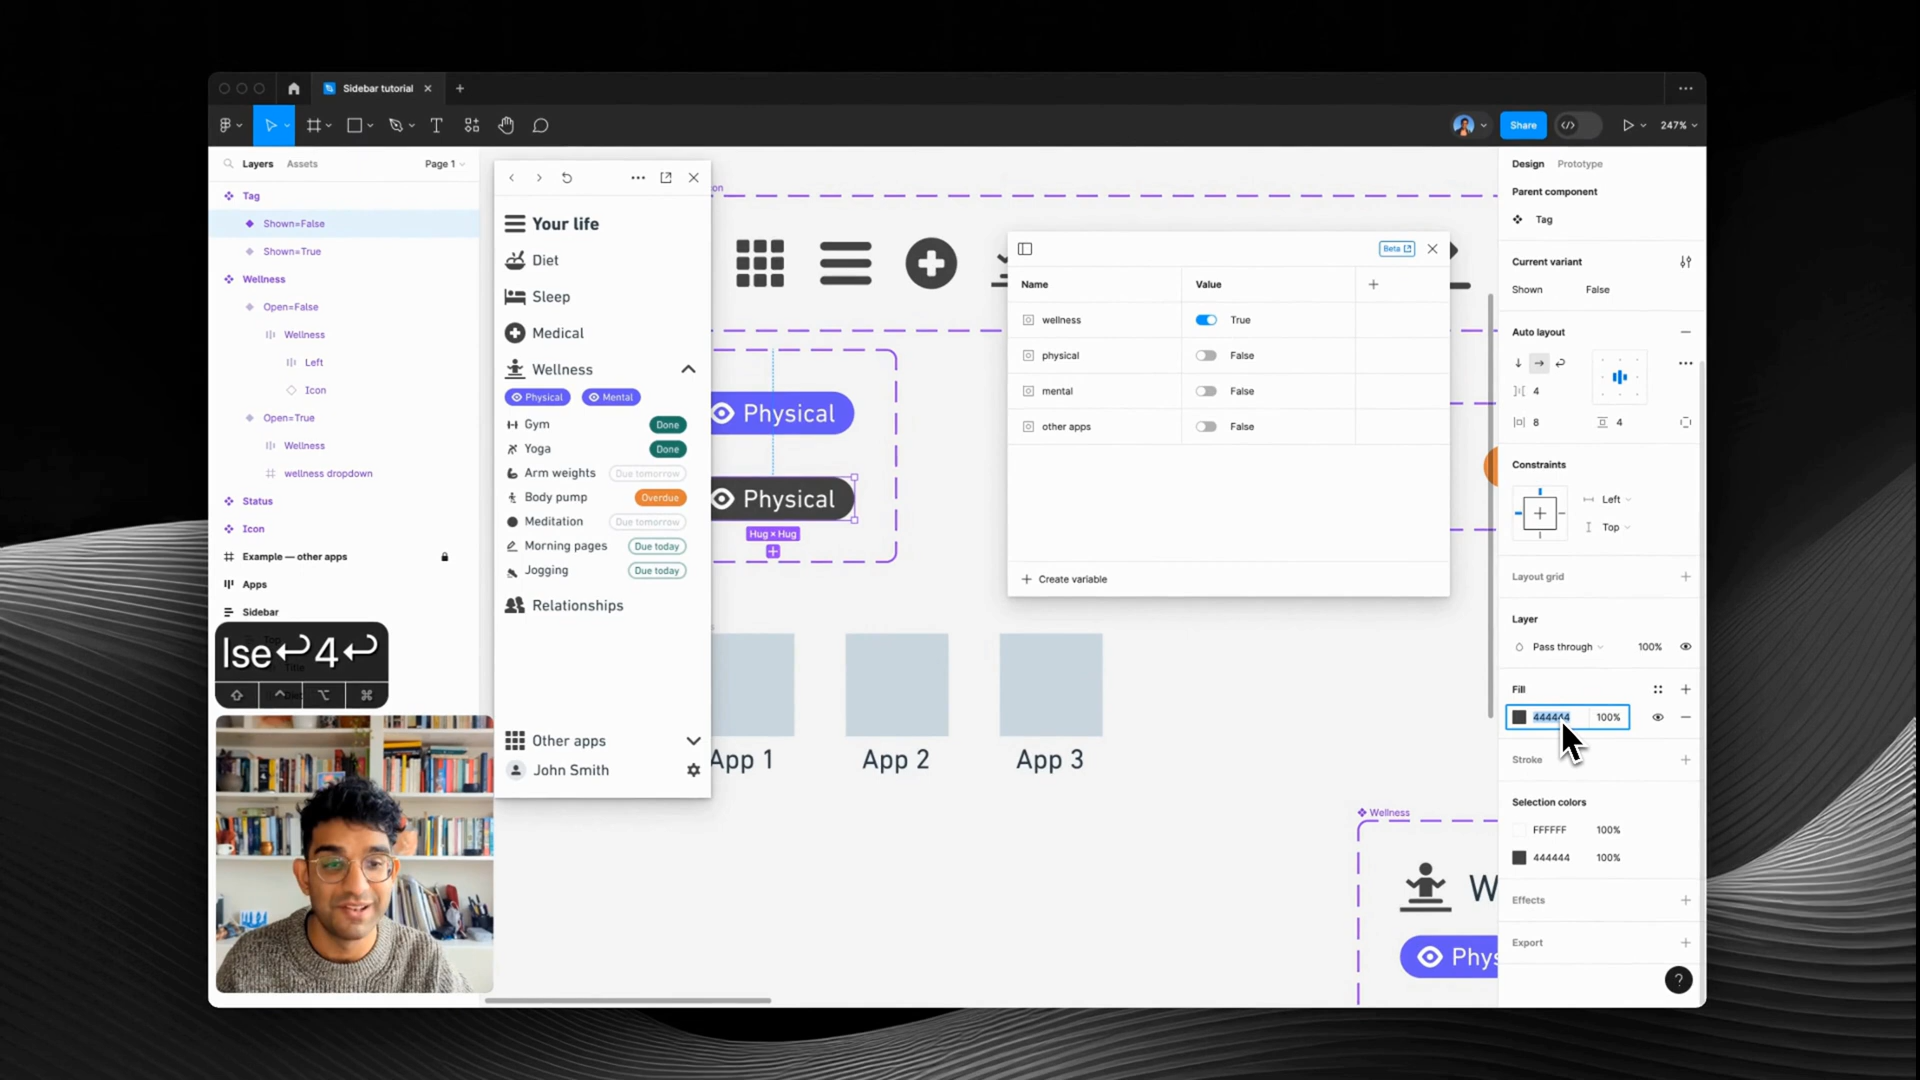 Sidebar tutorial
Share
247%
Layers
Assets
Page 1
Tag
Shown=False
Shown=True
Wellness
Open=False
Wellness
Left
Icon
Open=True
Wellness
wellness dropdown
Status
Icon
Example — other apps
Apps
Sidebar
lse↩4↩
Your life
Diet
Sleep
Medical
Wellness
Physical
Mental
Gym
Done
Yoga
Done
Arm weights
Due tomorrow
Body pump
Overdue
Meditation
Due tomorrow
Morning pages
Due today
Jogging
Due today
Relationships
Other apps
John Smith
on
Physical
Physical
Hug × Hug
App 1
App 2
App 3
Beta
Name
Value
wellness
True
physical
False
mental
False
other apps
False
Create variable
Wellness
W
Phys
Design
Prototype
Parent component
Tag
Current variant
Shown
False
Auto layout
4
8
4
Constraints
Left
Top
Layout grid
Layer
Pass through
100%
Fill
444444
100%
Stroke
Selection colors
FFFFFF
100%
444444
100%
Effects
Export
?